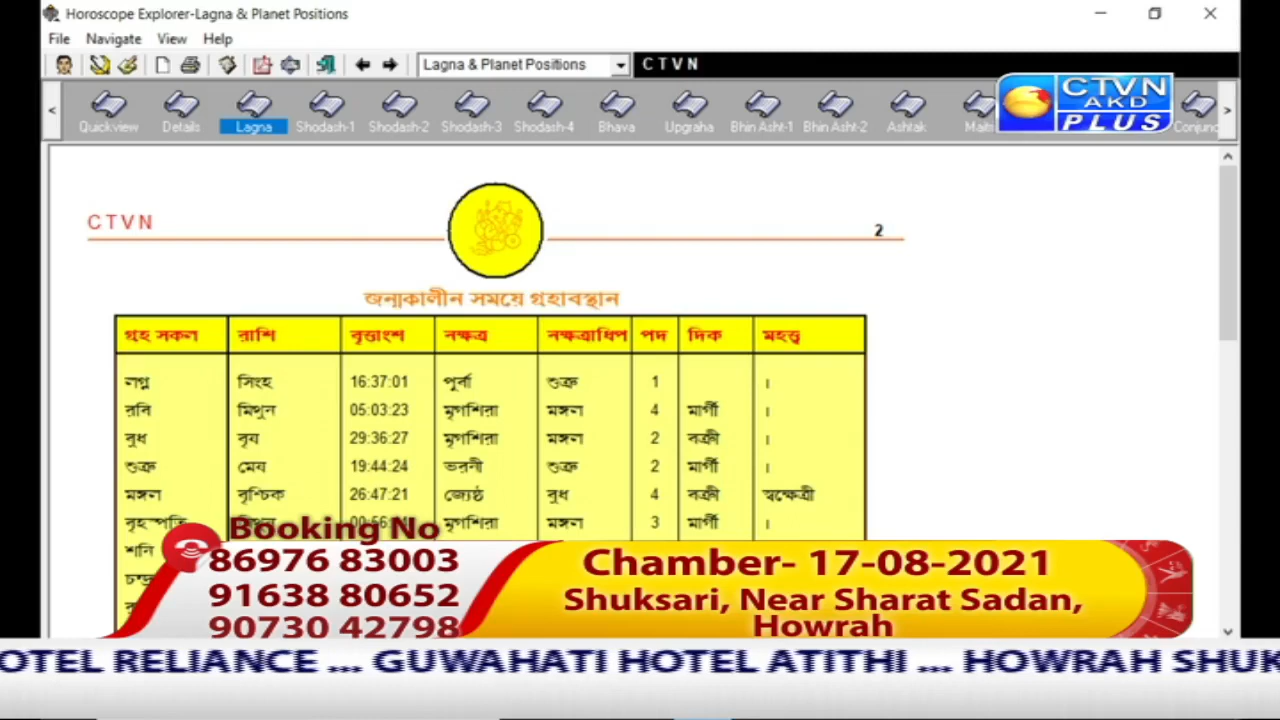 Horoscope Explorer-Lagna & Planet Positions
File Navigate View Help
Lagna & Planet Positions CTVN
Quickview Details Lagna Shodash-1 Shodash-2 Shodash-3 Shodash-4 Bhava Upgraha Bhin Asht-1 Bhin Asht-2 Ashtak
CTVN
AKD
PLUS
CTVN 2
জন্মকালীন সময়ে গ্রহাবস্থান
গ্রহ সকল রাশি বৃত্তাংশ নক্ষত্র নক্ষত্রাধিপ পদ দিক মহত্ত্ব
লগ্ন সিংহ 16:37:01 পুর্বা শুক্র 1 ।
রবি মিথুন 05:03:23 মৃগশিরা মঙ্গল 4 মার্গী ।
বুধ বৃষ 29:36:27 মৃগশিরা মঙ্গল 2 বক্রী ।
শুক্র মেষ 19:44:24 ভরনী শুক্র 2 মার্গী ।
মঙ্গল বৃশ্চিক 26:47:21 জ্যেষ্ঠ বুধ 4 বক্রী স্বক্ষেত্রী
বৃহস্পতি মিথুন মৃগশিরা মঙ্গল 3 মার্গী ।
শনি
Booking No
86976 83003
91638 80652
90730 42798
Chamber- 17-08-2021
Shuksari, Near Sharat Sadan,
Howrah
OTEL RELIANCE ... GUWAHATI HOTEL ATITHI ... HOWRAH SHUK